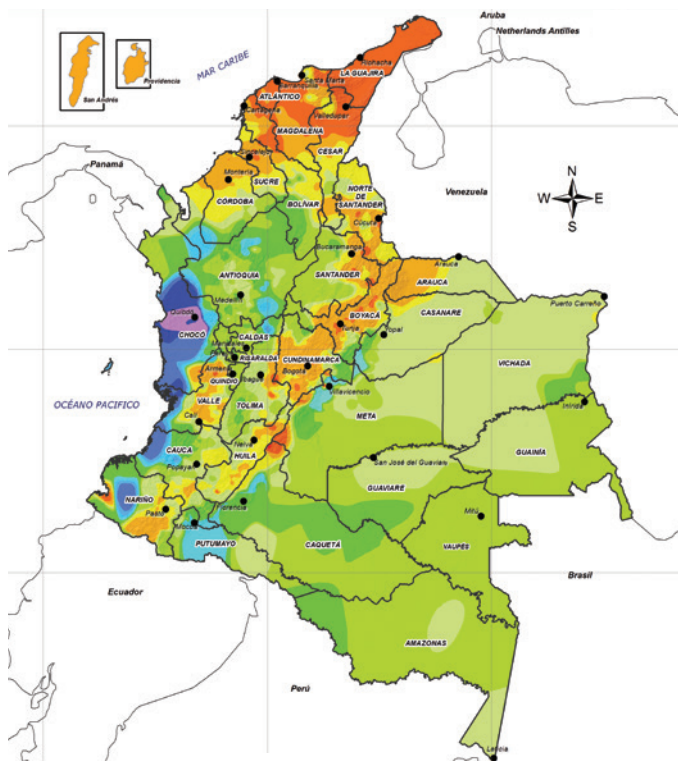 Aruba
Netherlands Antilles
MAR CARIBE
San Andrés
Providencia
Riohacha
LA GUAJIRA
Santa Marta
Barranquilla
ATLÁNTICO
Valledupar
Cartagena
MAGDALENA
CESAR
Panamá
Sincelejo
Montería
SUCRE
CÓRDOBA
BOLÍVAR
NORTE
DE
SANTANDER
Venezuela
N
W
E
S
Cúcuta
Bucaramanga
Arauca
ANTIOQUIA
SANTANDER
ARAUCA
Medellín
Puerto Carreño
Quibdó
CHOCÓ
BOYACÁ
CASANARE
Tunja
Yopal
CALDAS
Manizales
RISARALDA
CUNDINAMARCA
VICHADA
Armenia
Bogota
QUINDÍO
Ibagué
Villavicencio
OCÉANO PACIFICO
VALLE
TOLIMA
META
Inírida
Cali
Neiva
HUILA
San José del Guaviare
GUAINÍA
CAUCA
Popayán
GUAVIARE
NARIÑO
Florencia
Pasto
Mocoa
Mitú
PUTUMAYO
CAQUETÁ
VAUPÉS
Ecuador
Brasil
AMAZONAS
Perú
Leticia